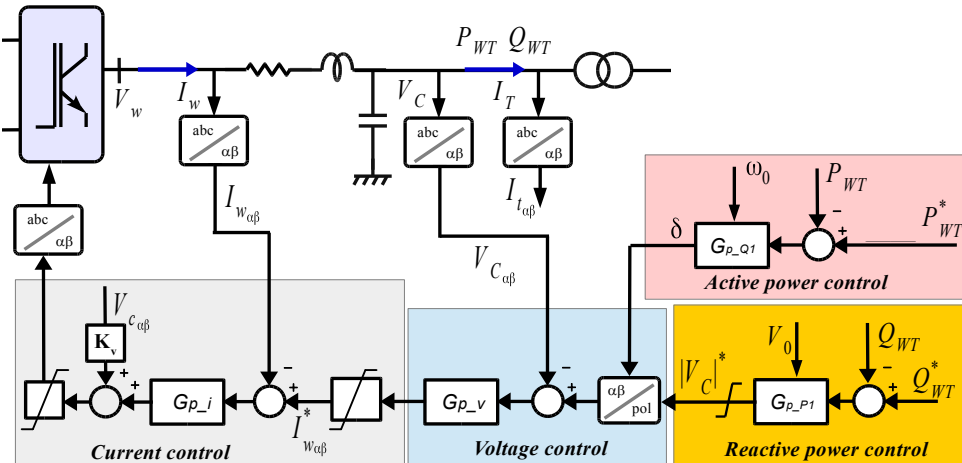 P_WT Q_WT
V_w
I_w
V_C
I_T
abc
αβ
abc
αβ
abc
αβ
abc
αβ
I_wαβ
I_tαβ
V_Cαβ
ω_0
P_WT
−
+
P*_WT
δ
G_p_Q1
Active power control
V_cαβ
K_v
+
+
G_p_i
−
+
I*_wαβ
Current control
G_p_v
−
+
αβ
pol
Voltage control
|V_C|*
V_0
Q_WT
−
+
Q*_WT
G_p_P1
Reactive power control